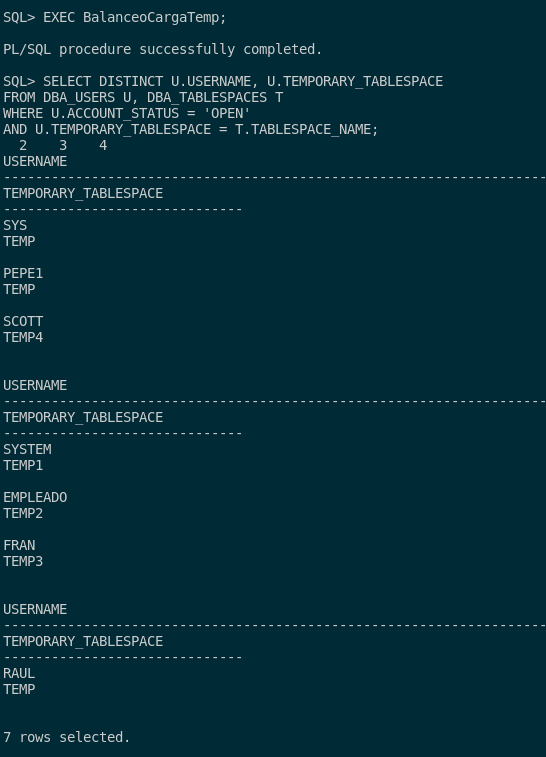 SQL> EXEC BalanceoCargaTemp;
PL/SQL procedure successfully completed.
SQL> SELECT DISTINCT U.USERNAME, U.TEMPORARY_TABLESPACE
FROM DBA_USERS U, DBA_TABLESPACES T
WHERE U.ACCOUNT_STATUS = 'OPEN'
AND U.TEMPORARY_TABLESPACE = T.TABLESPACE_NAME;
  2    3    4
USERNAME
--------------------------------------------------------------------
TEMPORARY_TABLESPACE
------------------------------
SYS
TEMP
PEPE1
TEMP
SCOTT
TEMP4
USERNAME
--------------------------------------------------------------------
TEMPORARY_TABLESPACE
------------------------------
SYSTEM
TEMP1
EMPLEADO
TEMP2
FRAN
TEMP3
USERNAME
--------------------------------------------------------------------
TEMPORARY_TABLESPACE
------------------------------
RAUL
TEMP
7 rows selected.